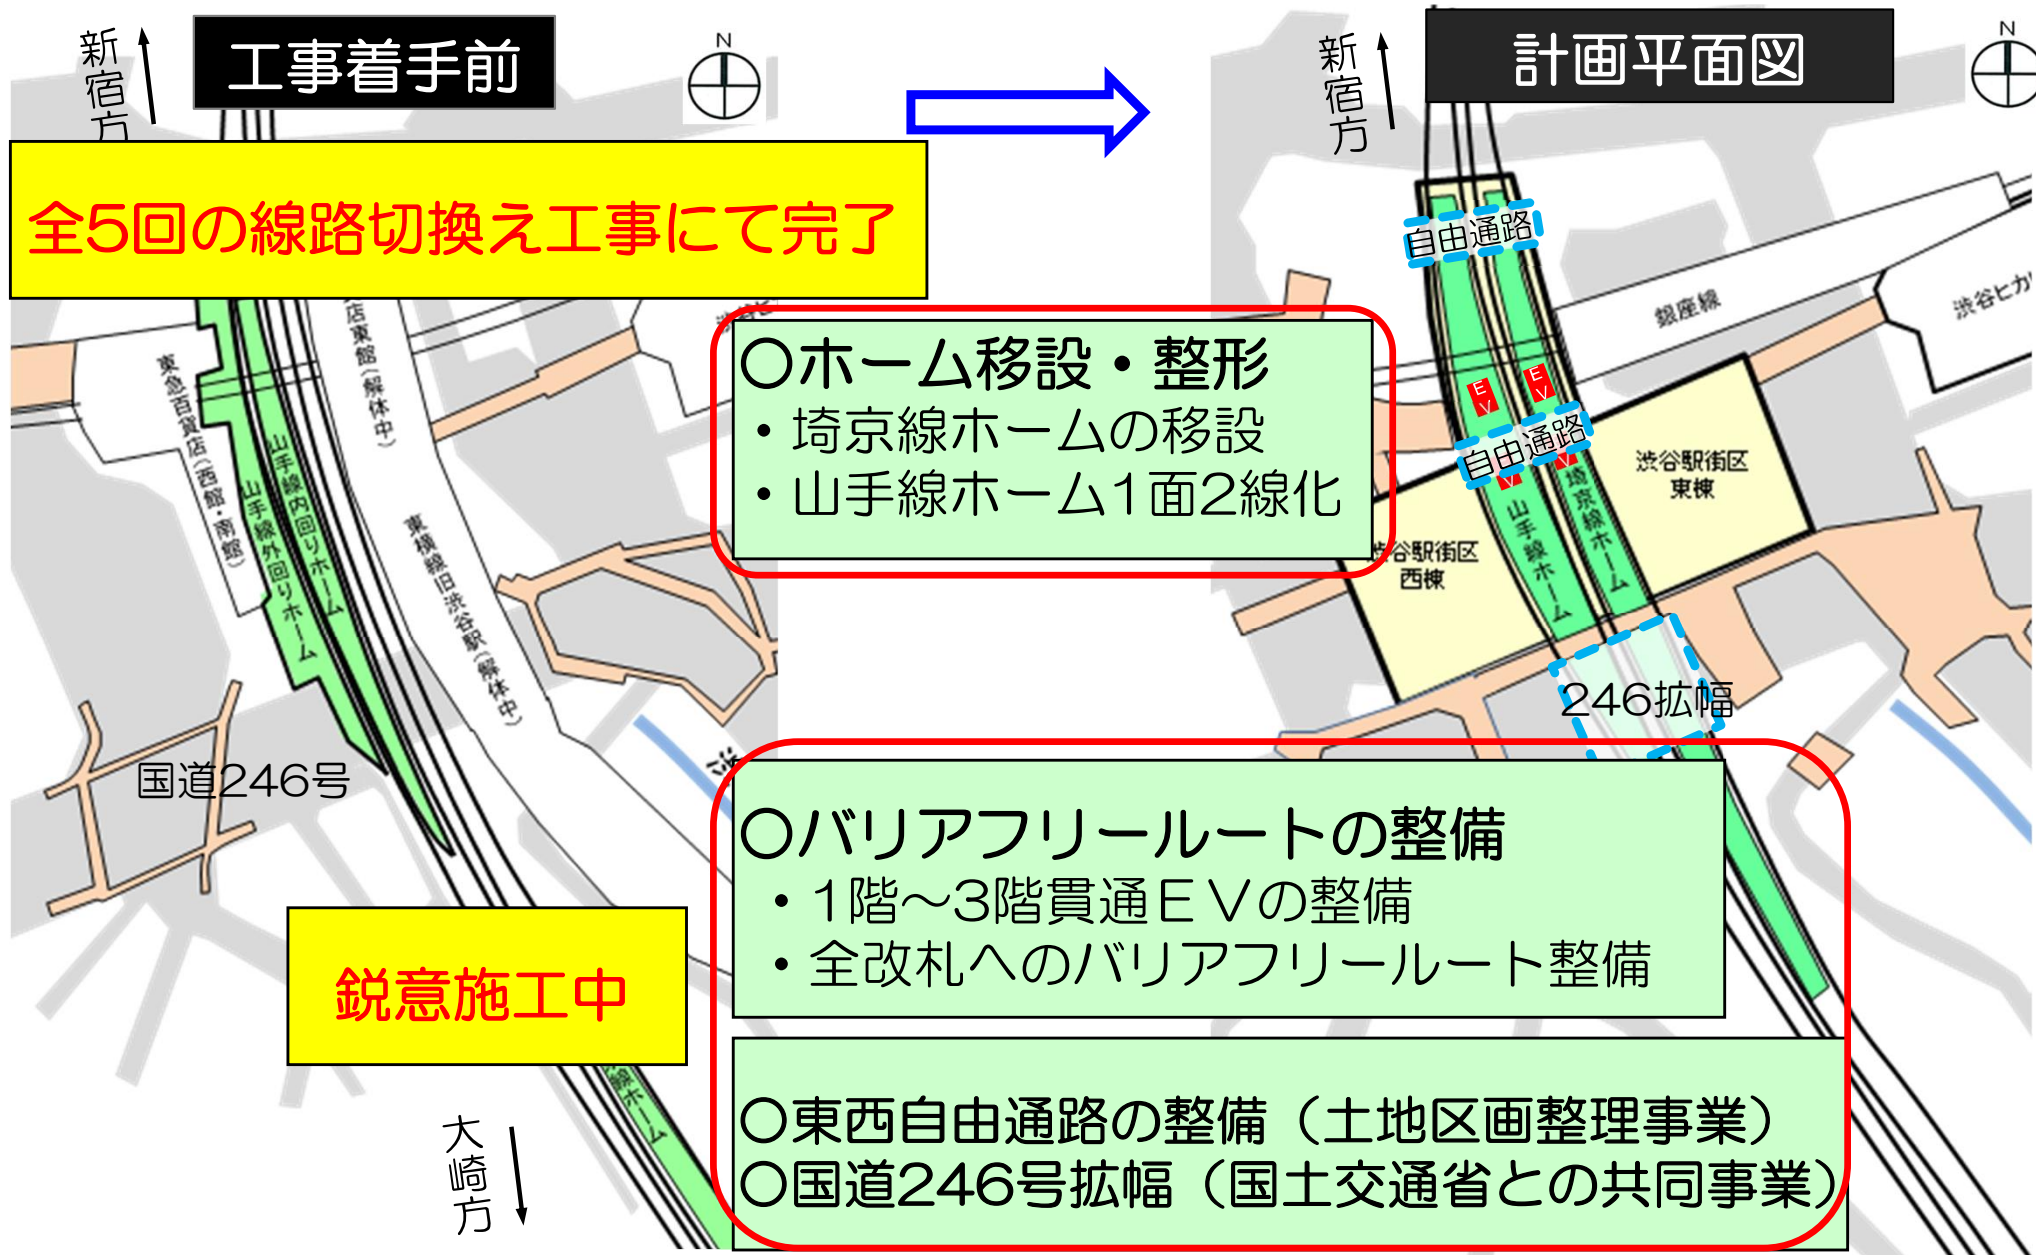 工事着手前
計画平面図
新宿方
N
新宿方
N
全5回の線路切換え工事にて完了
自由通路
銀座線
渋谷ヒカ
店東館(解体中)
東急百貨店(西館・南館)
山手線内回りホーム
山手線外回りホーム
東横線旧渋谷駅(解体中)
○ホーム移設・整形
・埼京線ホームの移設
・山手線ホーム1面2線化
EV
EV
自由通路
V
V
渋谷駅街区
東棟
渋谷駅街区
西棟
山手線ホーム
埼京線ホーム
246拡幅
国道246号
○バリアフリールートの整備
・1階～3階貫通EVの整備
・全改札へのバリアフリールート整備
鋭意施工中
線ホーム
大崎方
○東西自由通路の整備（土地区画整理事業）
○国道246号拡幅（国土交通省との共同事業）